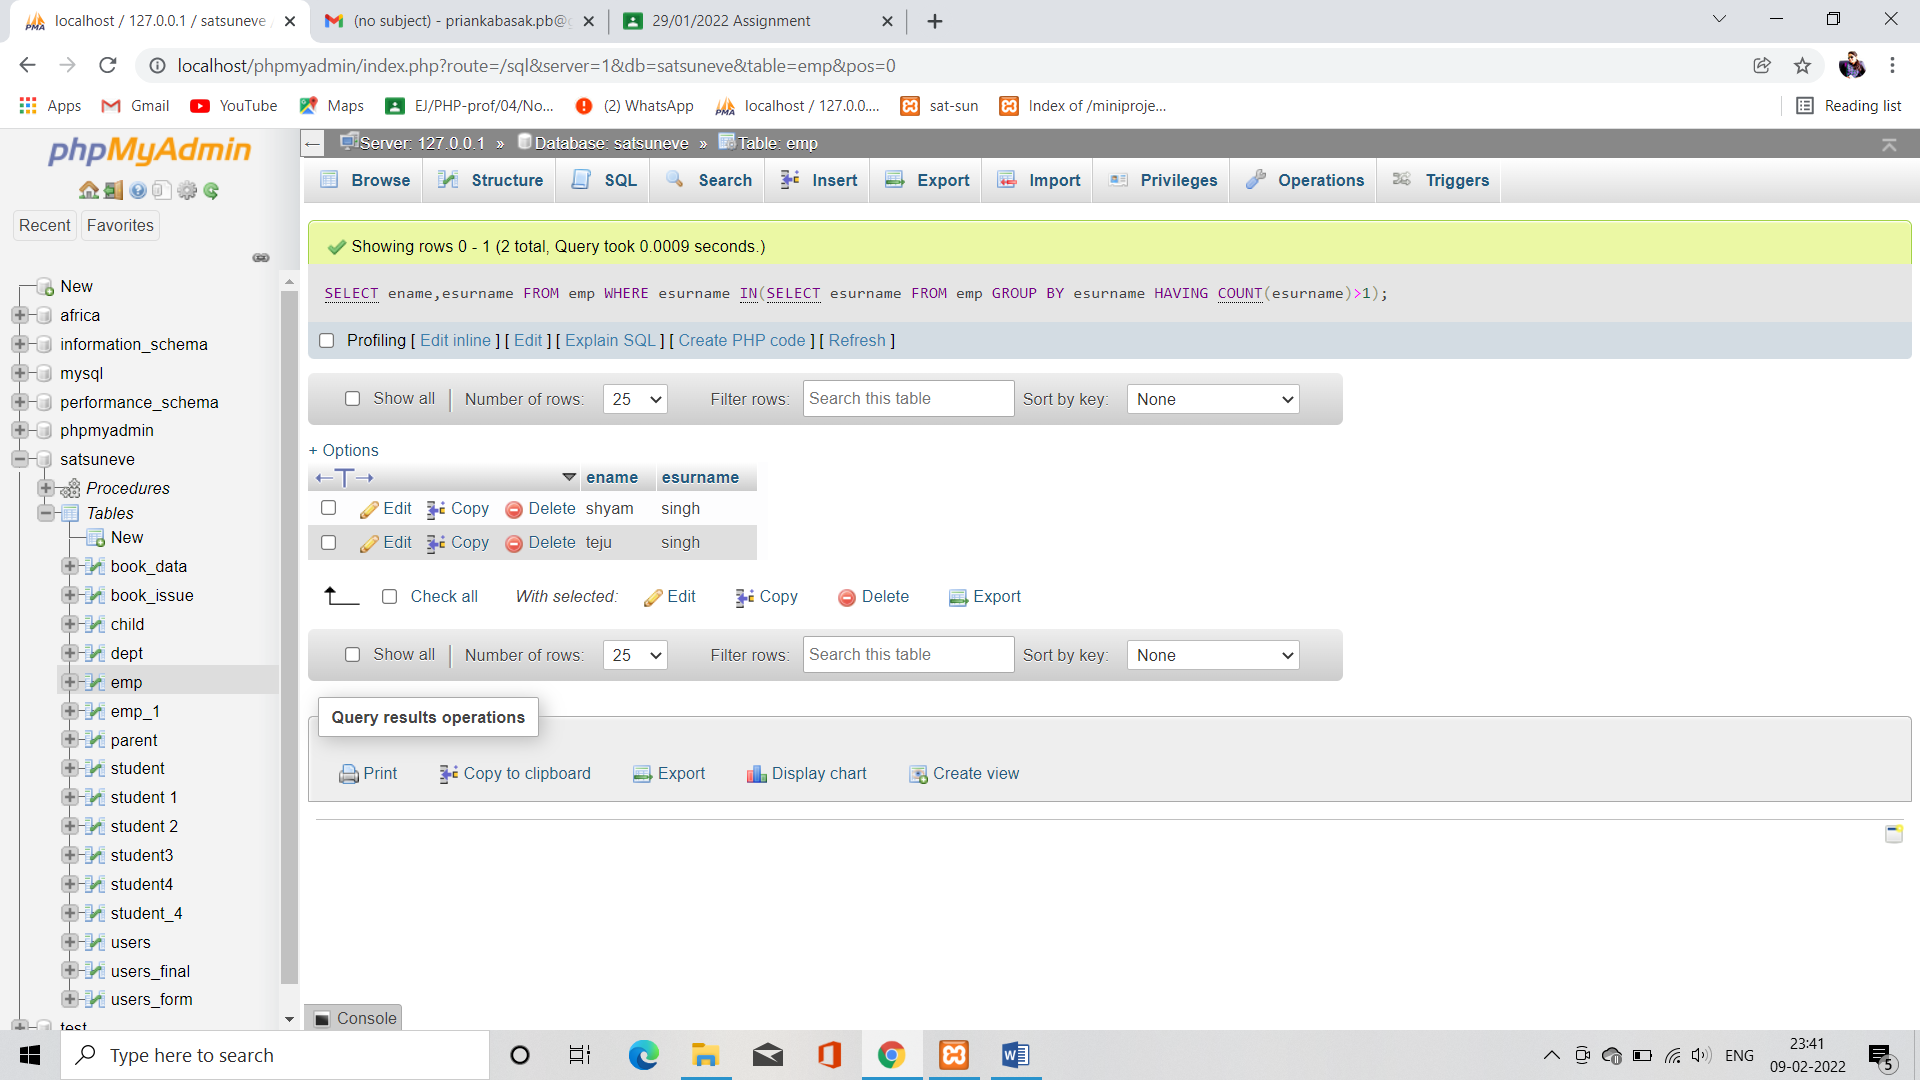 localhost / 127.0.0.1 / satsuneve
(no subject) - priankabasak.pb@
29/01/2022 Assignment
localhost/phpmyadmin/index.php?route=/sql&server=1&db=satsuneve&table=emp&pos=0
Apps Gmail YouTube Maps EJ/PHP-prof/04/No... (2) WhatsApp localhost / 127.0.0.... sat-sun Index of /miniproje... Reading list
phpMyAdmin
Recent Favorites
New
africa
information_schema
mysql
performance_schema
phpmyadmin
satsuneve
Procedures
Tables
New
book_data
book_issue
child
dept
emp
emp_1
parent
student
student 1
student 2
student3
student4
student_4
users
users_final
users_form
test
Server: 127.0.0.1 » Database: satsuneve » Table: emp
Browse Structure SQL Search Insert Export Import Privileges Operations Triggers
Showing rows 0 - 1 (2 total, Query took 0.0009 seconds.)
SELECT ename,esurname FROM emp WHERE esurname IN(SELECT esurname FROM emp GROUP BY esurname HAVING COUNT(esurname)>1);
Profiling [ Edit inline ] [ Edit ] [ Explain SQL ] [ Create PHP code ] [ Refresh ]
Show all Number of rows: 25 Filter rows: Search this table Sort by key: None
+ Options
←T→ ename esurname
Edit Copy Delete shyam singh
Edit Copy Delete teju singh
Check all With selected: Edit Copy Delete Export
Show all Number of rows: 25 Filter rows: Search this table Sort by key: None
Query results operations
Print Copy to clipboard Export Display chart Create view
Console
Type here to search
ENG
23:41
09-02-2022
5